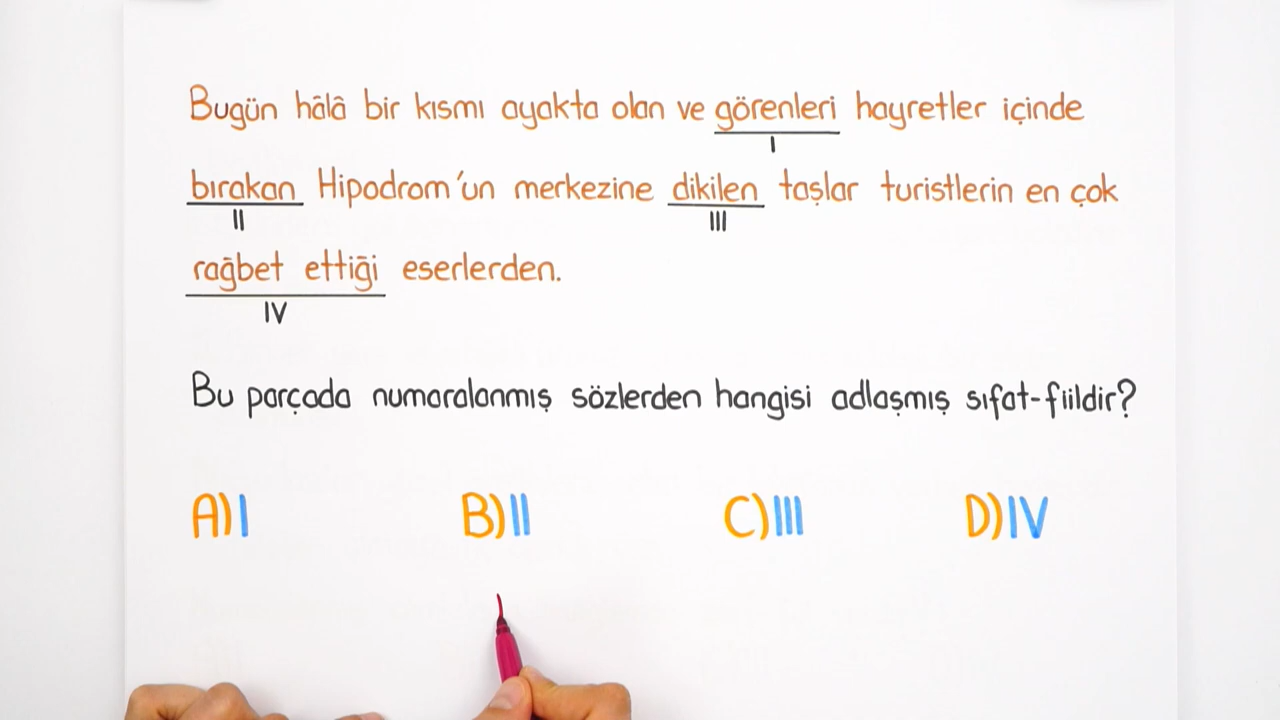 Bugün hâlâ bir kısmı ayakta olan ve görenleri hayretler içinde
I
bırakan Hipodrom'un merkezine dikilen taşlar turistlerin en çok
II III
rağbet ettiği eserlerden.
IV
Bu parçada numaralanmış sözlerden hangisi adlaşmış sıfat-fiildir?
A) I B) II C) III D) IV